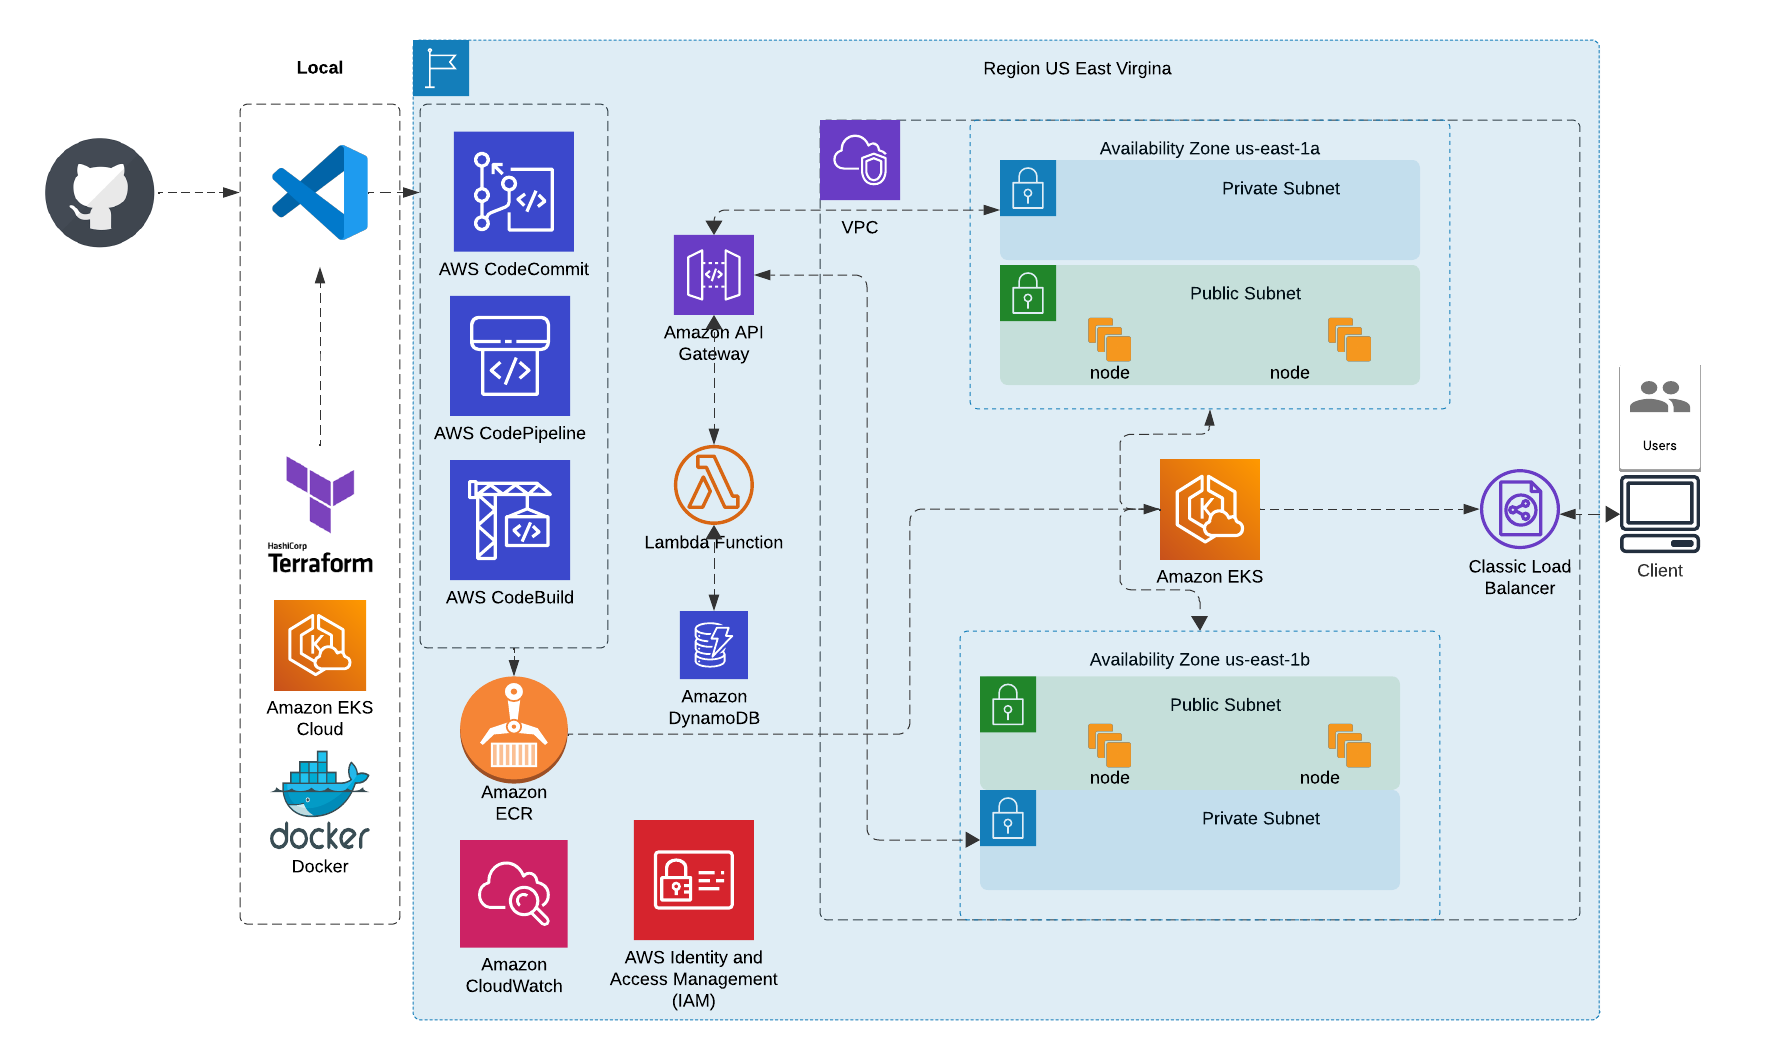 Local
Region US East Virgina
AWS CodeCommit
AWS CodePipeline
AWS CodeBuild
HashiCorp
Terraform
Amazon EKS
Cloud
docker
Docker
Amazon
ECR
Amazon
CloudWatch
AWS Identity and
Access Management
(IAM)
Amazon API
Gateway
Lambda Function
Amazon
DynamoDB
VPC
Availability Zone us-east-1a
Private Subnet
Public Subnet
node
node
K
Amazon EKS
Availability Zone us-east-1b
Public Subnet
node
node
Private Subnet
Classic Load
Balancer
Users
Client
K